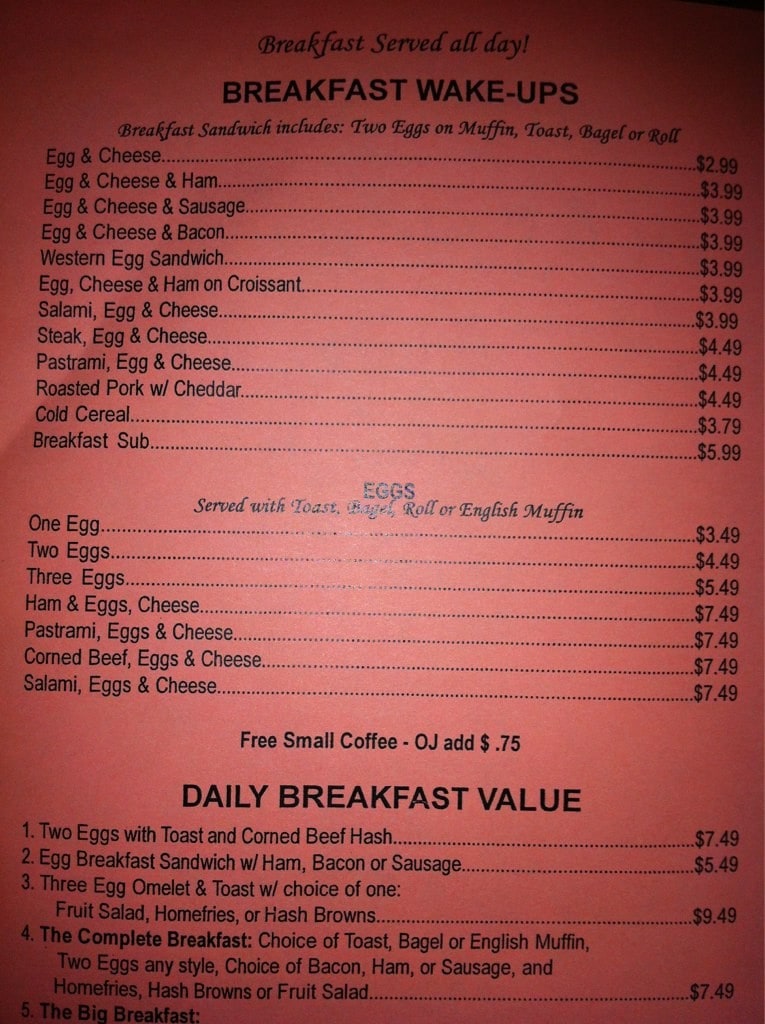 Breakfast Served all day!
BREAKFAST WAKE-UPS
Breakfast Sandwich includes: Two Eggs on Muffin, Toast, Bagel or Roll
Egg & Cheese....................$2.99
Egg & Cheese & Ham....................$3.99
Egg & Cheese & Sausage....................$3.99
Egg & Cheese & Bacon....................$3.99
Western Egg Sandwich....................$3.99
Egg, Cheese & Ham on Croissant....................$3.99
Salami, Egg & Cheese....................$3.99
Steak, Egg & Cheese....................$4.49
Pastrami, Egg & Cheese....................$4.49
Roasted Pork w/ Cheddar....................$4.49
Cold Cereal....................$3.79
Breakfast Sub....................$5.99
EGGS
Served with Toast, Bagel, Roll or English Muffin
One Egg....................$3.49
Two Eggs....................$4.49
Three Eggs....................$5.49
Ham & Eggs, Cheese....................$7.49
Pastrami, Eggs & Cheese....................$7.49
Corned Beef, Eggs & Cheese....................$7.49
Salami, Eggs & Cheese....................$7.49
Free Small Coffee - OJ add $ .75
DAILY BREAKFAST VALUE
1. Two Eggs with Toast and Corned Beef Hash....................$7.49
2. Egg Breakfast Sandwich w/ Ham, Bacon or Sausage....................$5.49
3. Three Egg Omelet & Toast w/ choice of one:
Fruit Salad, Homefries, or Hash Browns....................$9.49
4. The Complete Breakfast: Choice of Toast, Bagel or English Muffin,
Two Eggs any style, Choice of Bacon, Ham, or Sausage, and
Homefries, Hash Browns or Fruit Salad....................$7.49
5. The Big Breakfast: